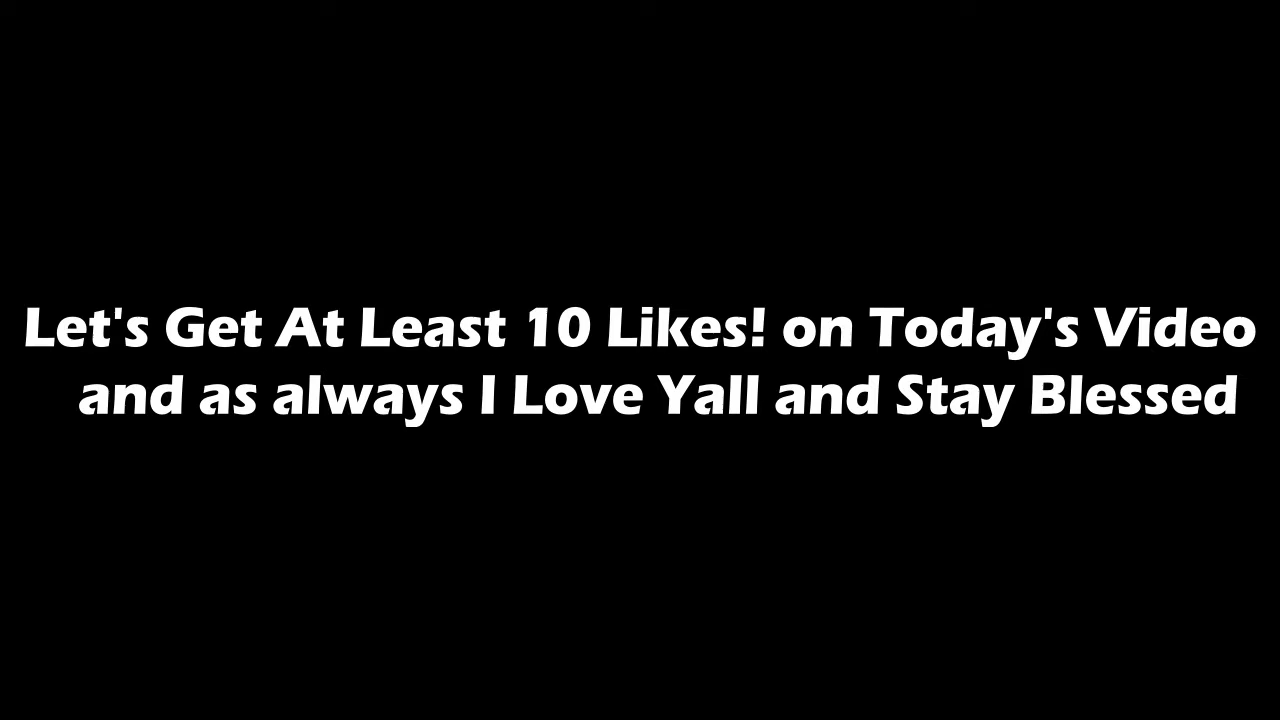 Let's Get At Least 10 Likes! on Today's Video
and as always I Love Yall and Stay Blessed